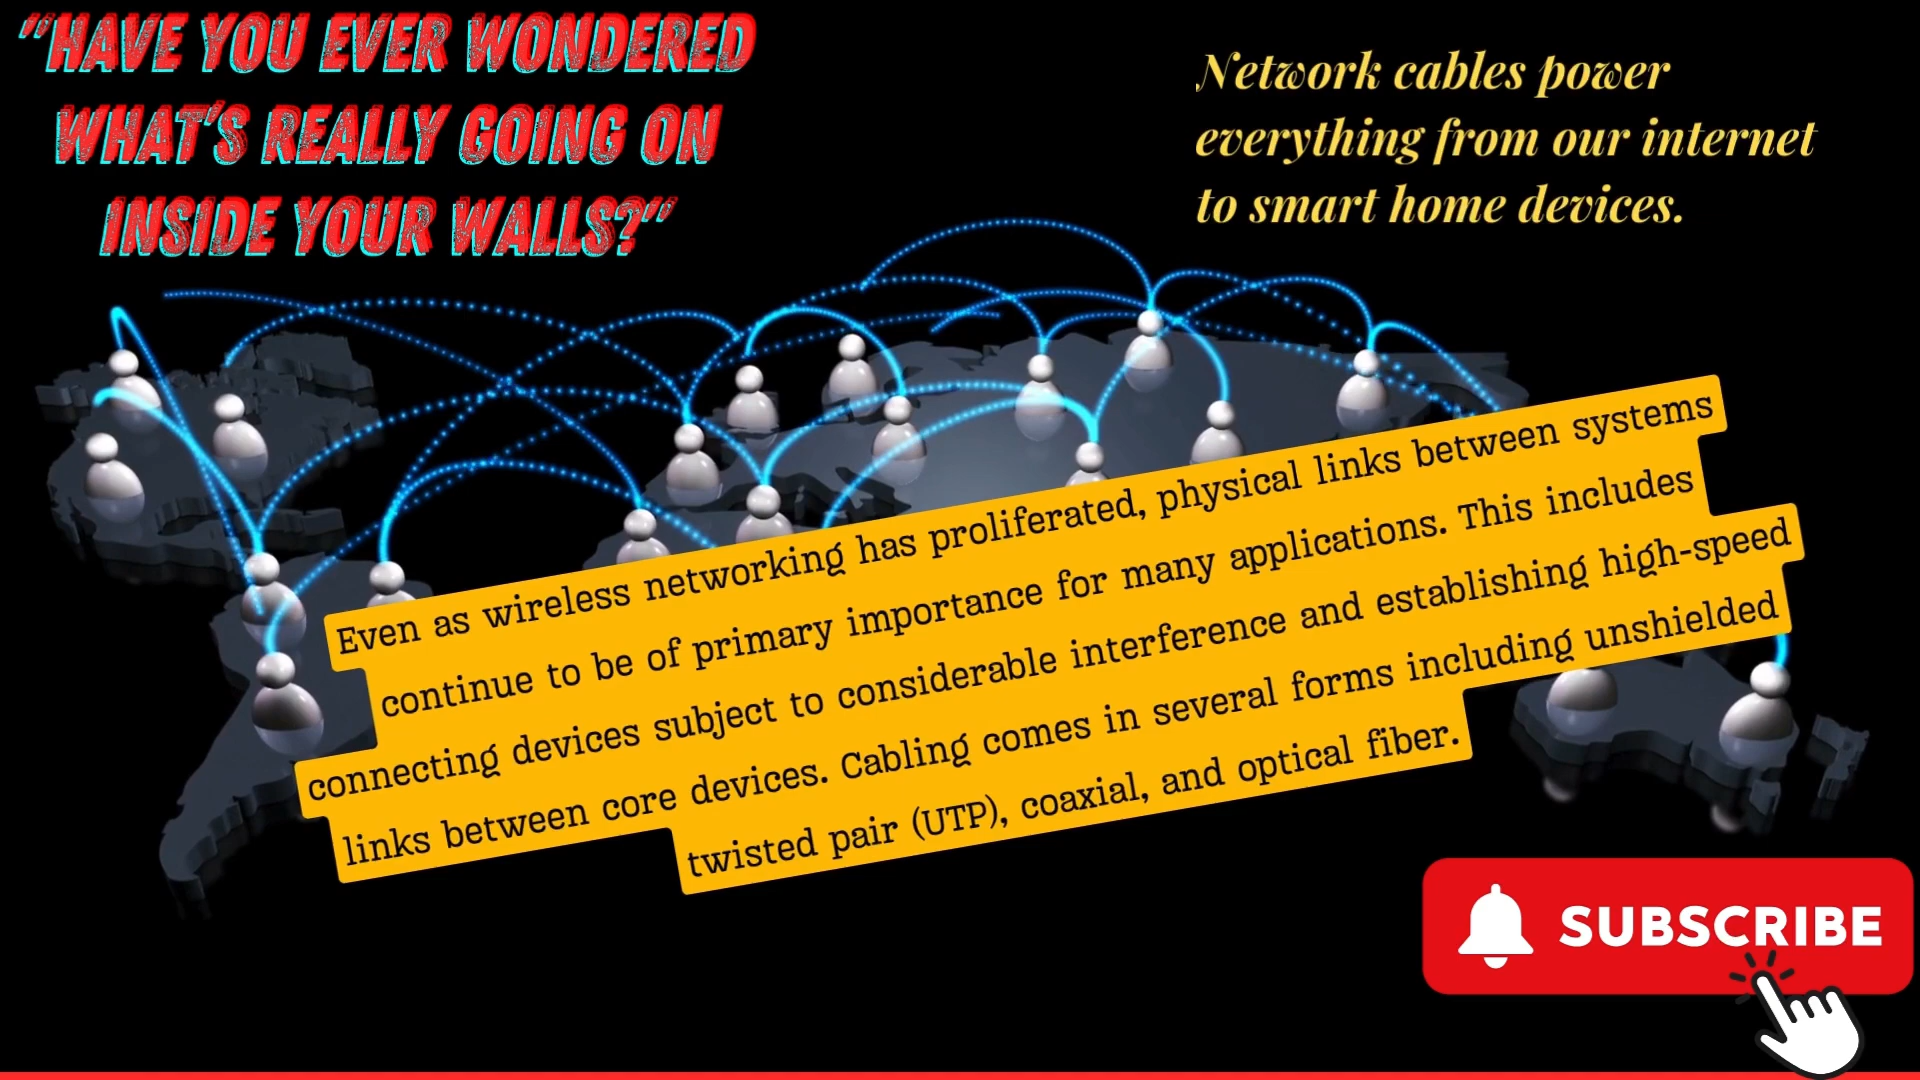 "HAVE YOU EVER WONDERED
WHAT'S REALLY GOING ON
INSIDE YOUR WALLS?"
Network cables power
everything from our internet
to smart home devices.
Even as wireless networking has proliferated, physical links between systems
continue to be of primary importance for many applications. This includes
connecting devices subject to considerable interference and establishing high-speed
links between core devices. Cabling comes in several forms including unshielded
twisted pair (UTP), coaxial, and optical fiber.
SUBSCRIBE